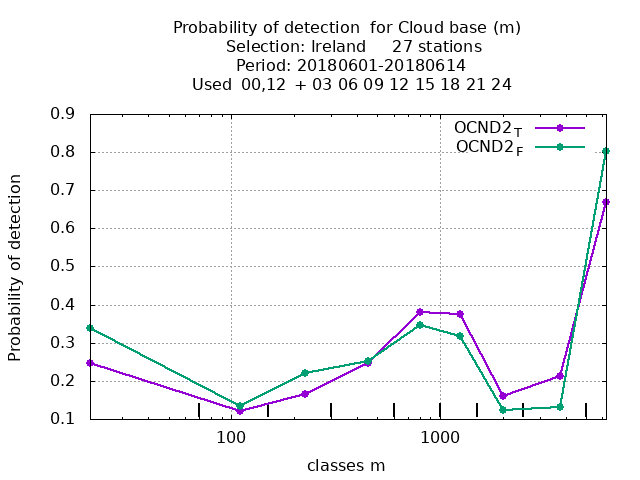 Probability of detection  for Cloud base (m)
Selection: Ireland     27 stations
Period: 20180601-20180614
Used  00,12  + 03 06 09 12 15 18 21 24
OCND2T
OCND2F
0.9
0.8
0.7
0.6
0.5
0.4
0.3
0.2
0.1
Probability of detection
100
1000
classes m